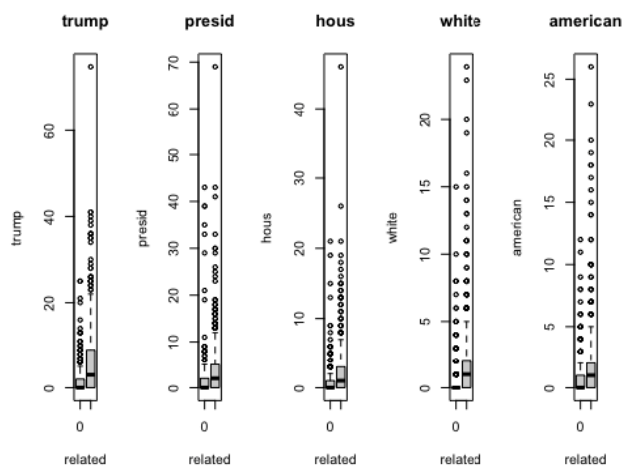 trump presid hous white american
trump
0 20 40 60
0
related
presid
0 10 20 30 40 50 60 70
0
related
hous
0 10 20 30 40
0
related
white
0 5 10 15 20
0
related
american
0 5 10 15 20 25
0
related